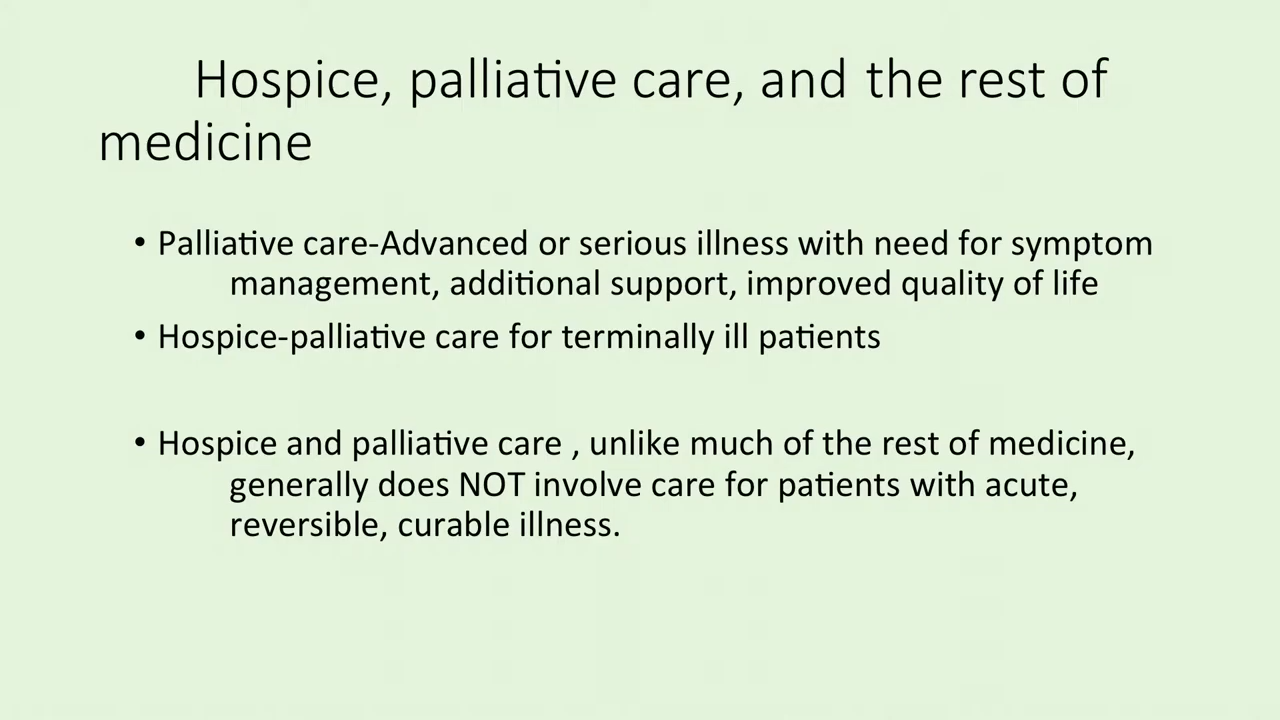 Hospice, palliative care, and the rest of
medicine
• Palliative care-Advanced or serious illness with need for symptom
management, additional support, improved quality of life
• Hospice-palliative care for terminally ill patients
• Hospice and palliative care , unlike much of the rest of medicine,
generally does NOT involve care for patients with acute,
reversible, curable illness.